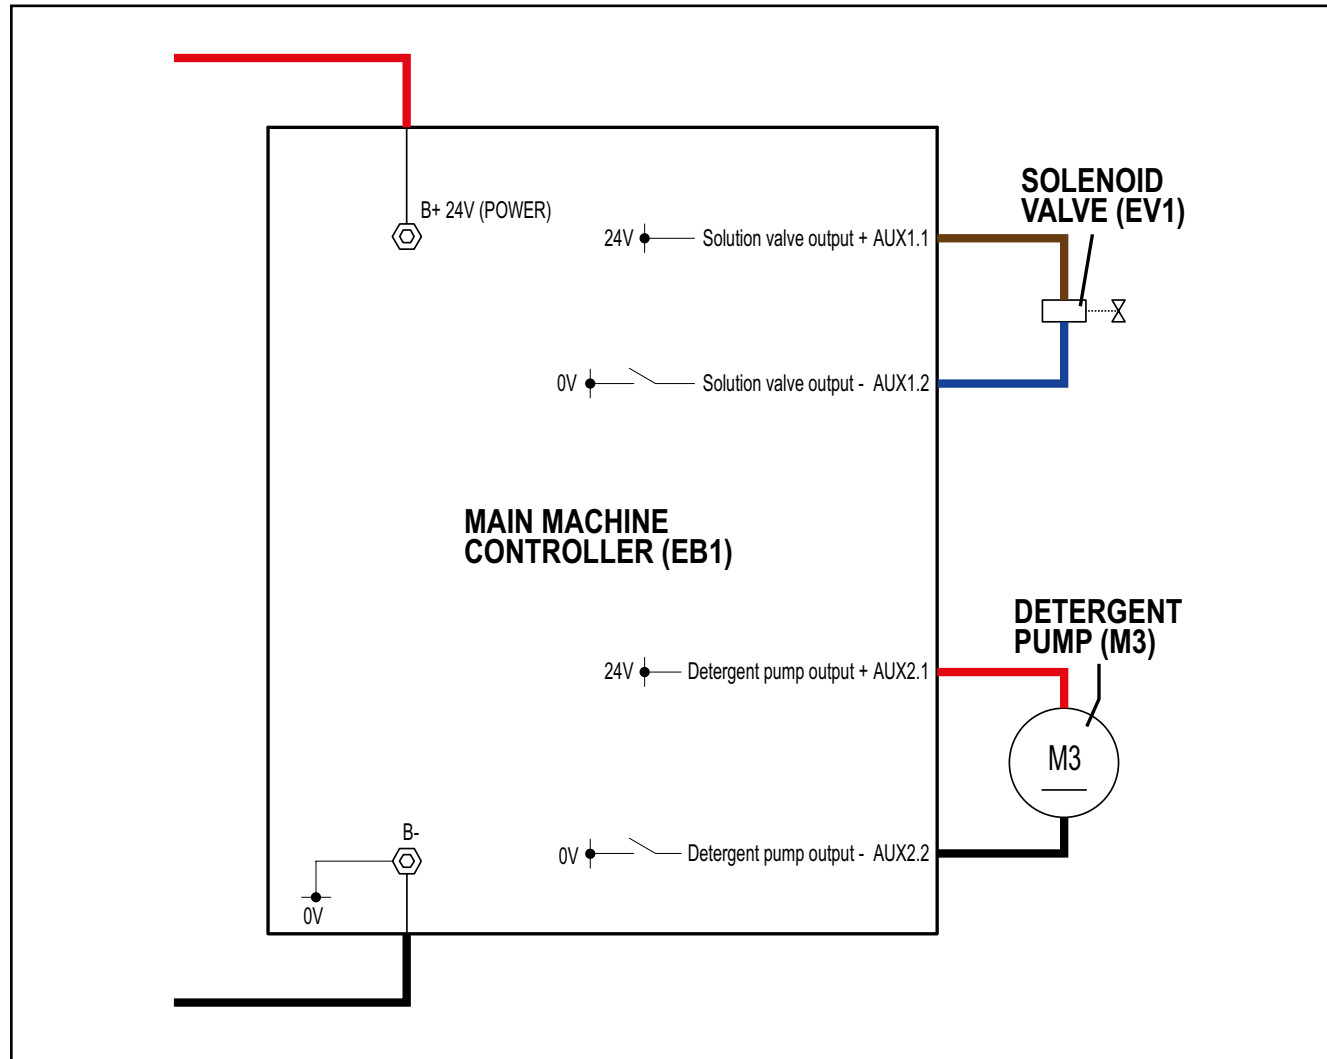 B+ 24V (POWER)
SOLENOID
VALVE (EV1)
24V Solution valve output + AUX1.1
0V Solution valve output - AUX1.2
MAIN MACHINE
CONTROLLER (EB1)
DETERGENT
PUMP (M3)
24V Detergent pump output + AUX2.1
M3
B-
0V Detergent pump output - AUX2.2
0V